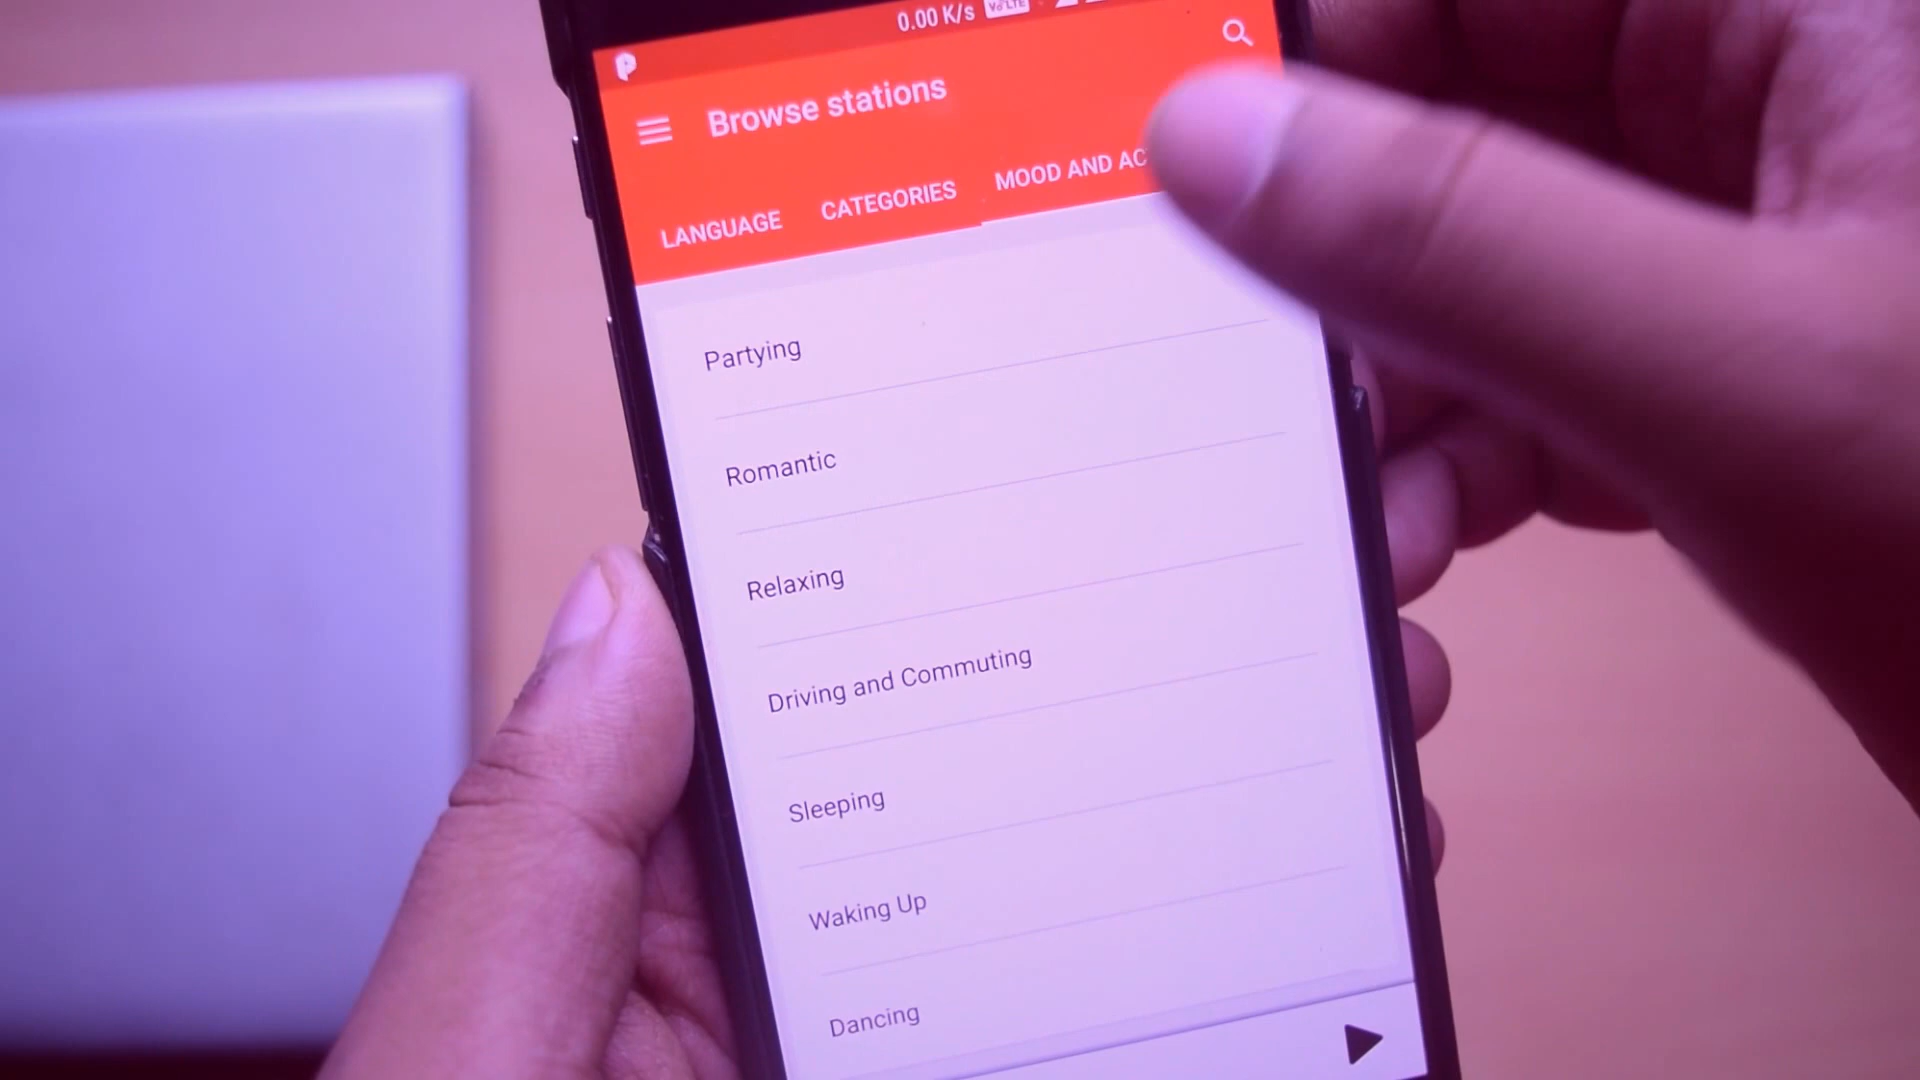 0.00 K/s VoLTE
Browse stations
LANGUAGE CATEGORIES MOOD AND AC
Partying
Romantic
Relaxing
Driving and Commuting
Sleeping
Waking Up
Dancing